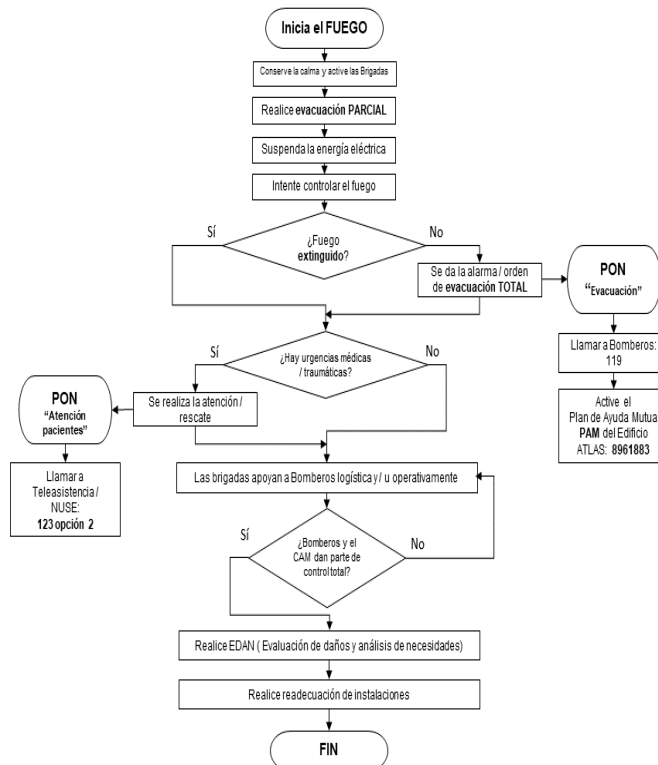 Inicia el FUEGO
Conserve la calma y active las Brigadas
Realice evacuación PARCIAL
Suspenda la energía eléctrica
Intente controlar el fuego
Sí
No
¿Fuego
extinguido?
Se da la alarma / orden
de evacuación TOTAL
PON
“Evacuación”
Llamar a Bomberos:
119
Active el
Plan de Ayuda Mutua
PAM del Edificio
ATLAS: 8961883
Sí
No
¿Hay urgencias médicas
/ traumáticas?
Se realiza la atención /
rescate
PON
“Atención
pacientes”
Llamar a
Teleasistencia /
NUSE:
123 opción 2
Las brigadas apoyan a Bomberos logística y / u operativamente
Sí
No
¿Bomberos y el
CAM dan parte de
control total?
Realice EDAN ( Evaluación de daños y análisis de necesidades)
Realice readecuación de instalaciones
FIN